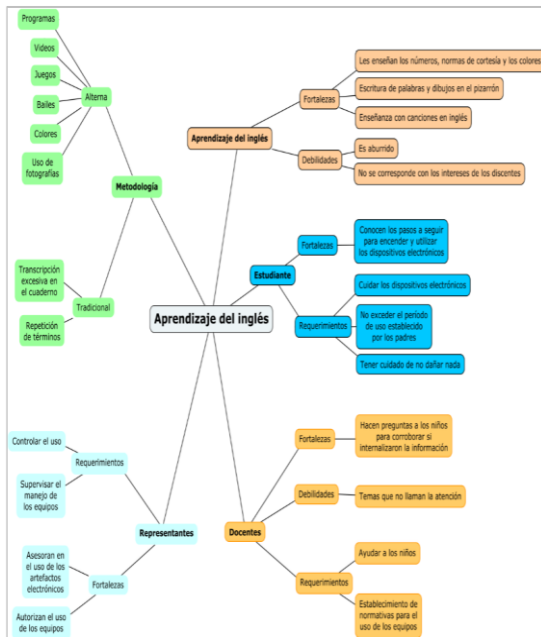 Programas
Videos
Juegos
Bailes
Colores
Uso de
fotografías
Alterna
Metodología
Transcripción
excesiva en
el cuaderno
Repetición
de términos
Tradicional
Aprendizaje del inglés
Aprendizaje del inglés
Fortalezas
Les enseñan los números, normas de cortesía y los colores
Escritura de palabras y dibujos en el pizarrón
Enseñanza con canciones en inglés
Debilidades
Es aburrido
No se corresponde con los intereses de los discentes
Estudiante
Fortalezas
Conocen los pasos a seguir
para encender y utilizar
los dispositivos electrónicos
Requerimientos
Cuidar los dispositivos electrónicos
No exceder el período
de uso establecido
por los padres
Tener cuidado de no dañar nada
Controlar el uso
Supervisar el
manejo de
los equipos
Requerimientos
Representantes
Asesoran en
el uso de los
artefactos
electrónicos
Autorizan el uso
de los equipos
Fortalezas
Docentes
Fortalezas
Hacen preguntas a los niños
para corroborar si
internalizaron la información
Debilidades
Temas que no llaman la atención
Requerimientos
Ayudar a los niños
Establecimiento de
normativas para el
uso de los equipos